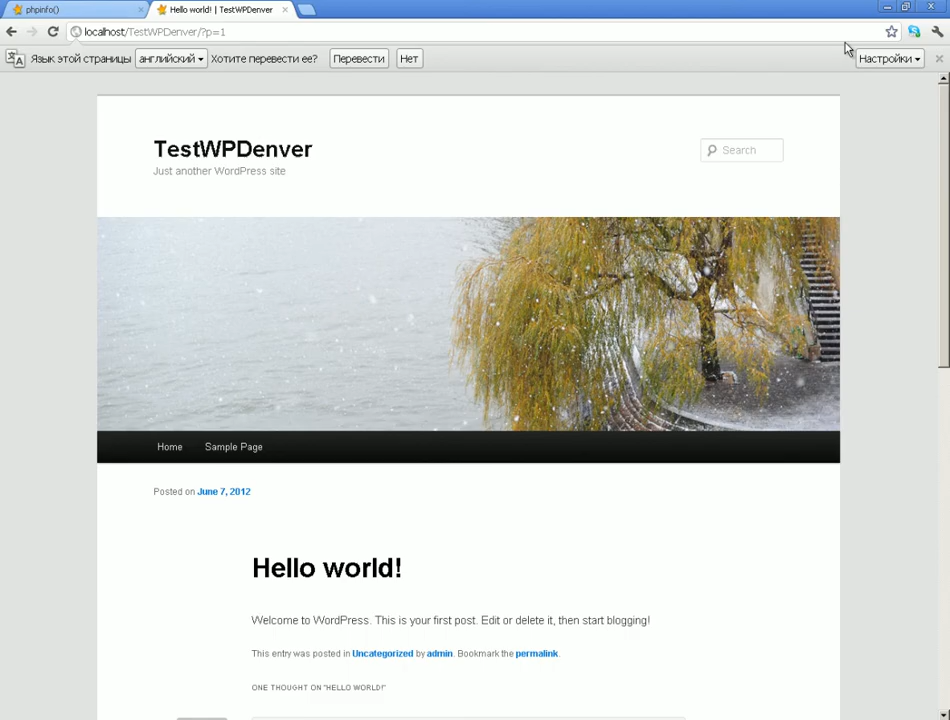 phpinfo()
Hello world! | TestWPDenver
localhost/TestWPDenver/?p=1
Язык этой страницы английский Хотите перевести ее? Перевести Нет Настройки
TestWPDenver
Just another WordPress site
Search
Home Sample Page
Posted on June 7, 2012
Hello world!
Welcome to WordPress. This is your first post. Edit or delete it, then start blogging!
This entry was posted in Uncategorized by admin. Bookmark the permalink.
ONE THOUGHT ON “HELLO WORLD!”